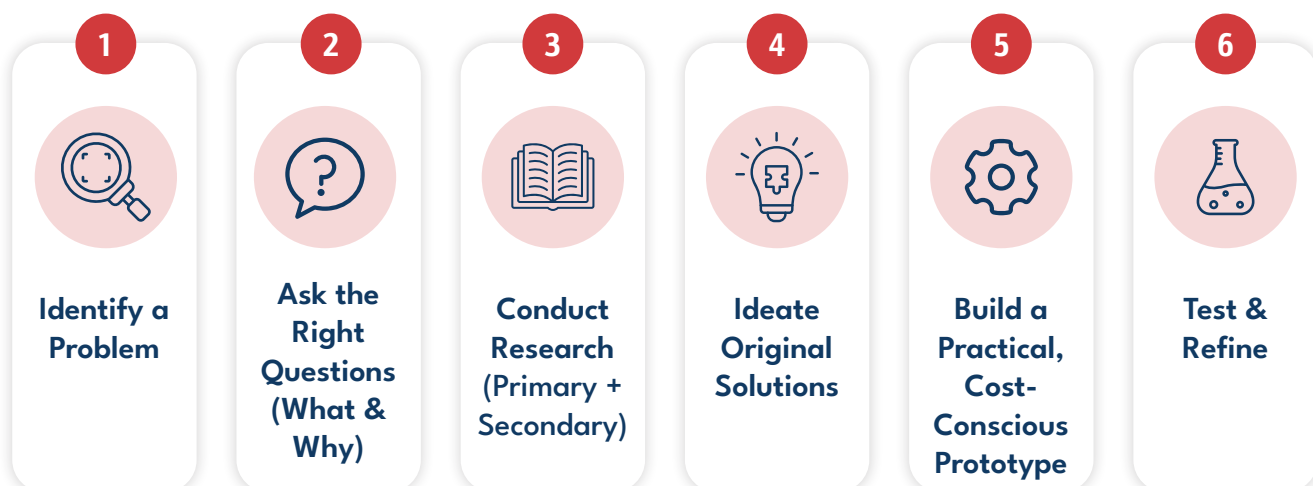 1
Identify a
Problem
2
?
Ask the
Right
Questions
(What &
Why)
3
Conduct
Research
(Primary +
Secondary)
4
Ideate
Original
Solutions
5
Build a
Practical,
Cost-
Conscious
Prototype
6
Test &
Refine